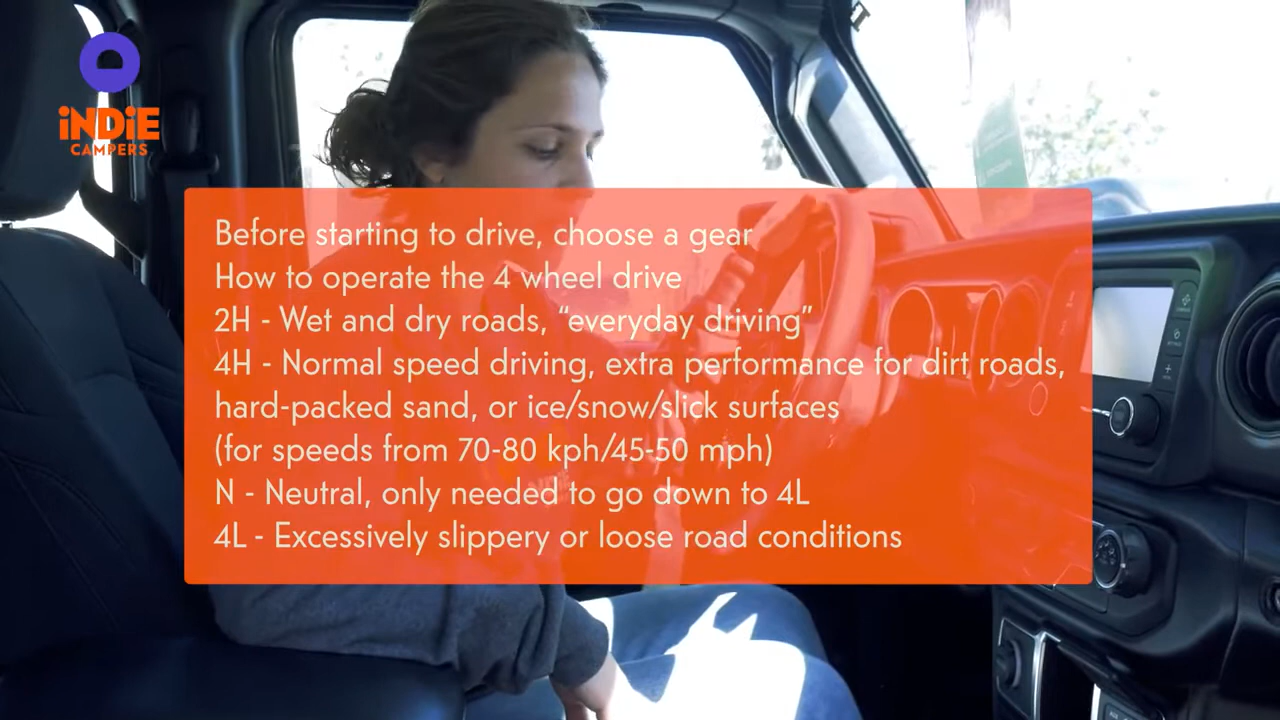 iNDiE
CAMPERS
Before starting to drive, choose a gear
How to operate the 4 wheel drive
2H - Wet and dry roads, “everyday driving”
4H - Normal speed driving, extra performance for dirt roads,
hard-packed sand, or ice/snow/slick surfaces
(for speeds from 70-80 kph/45-50 mph)
N - Neutral, only needed to go down to 4L
4L - Excessively slippery or loose road conditions